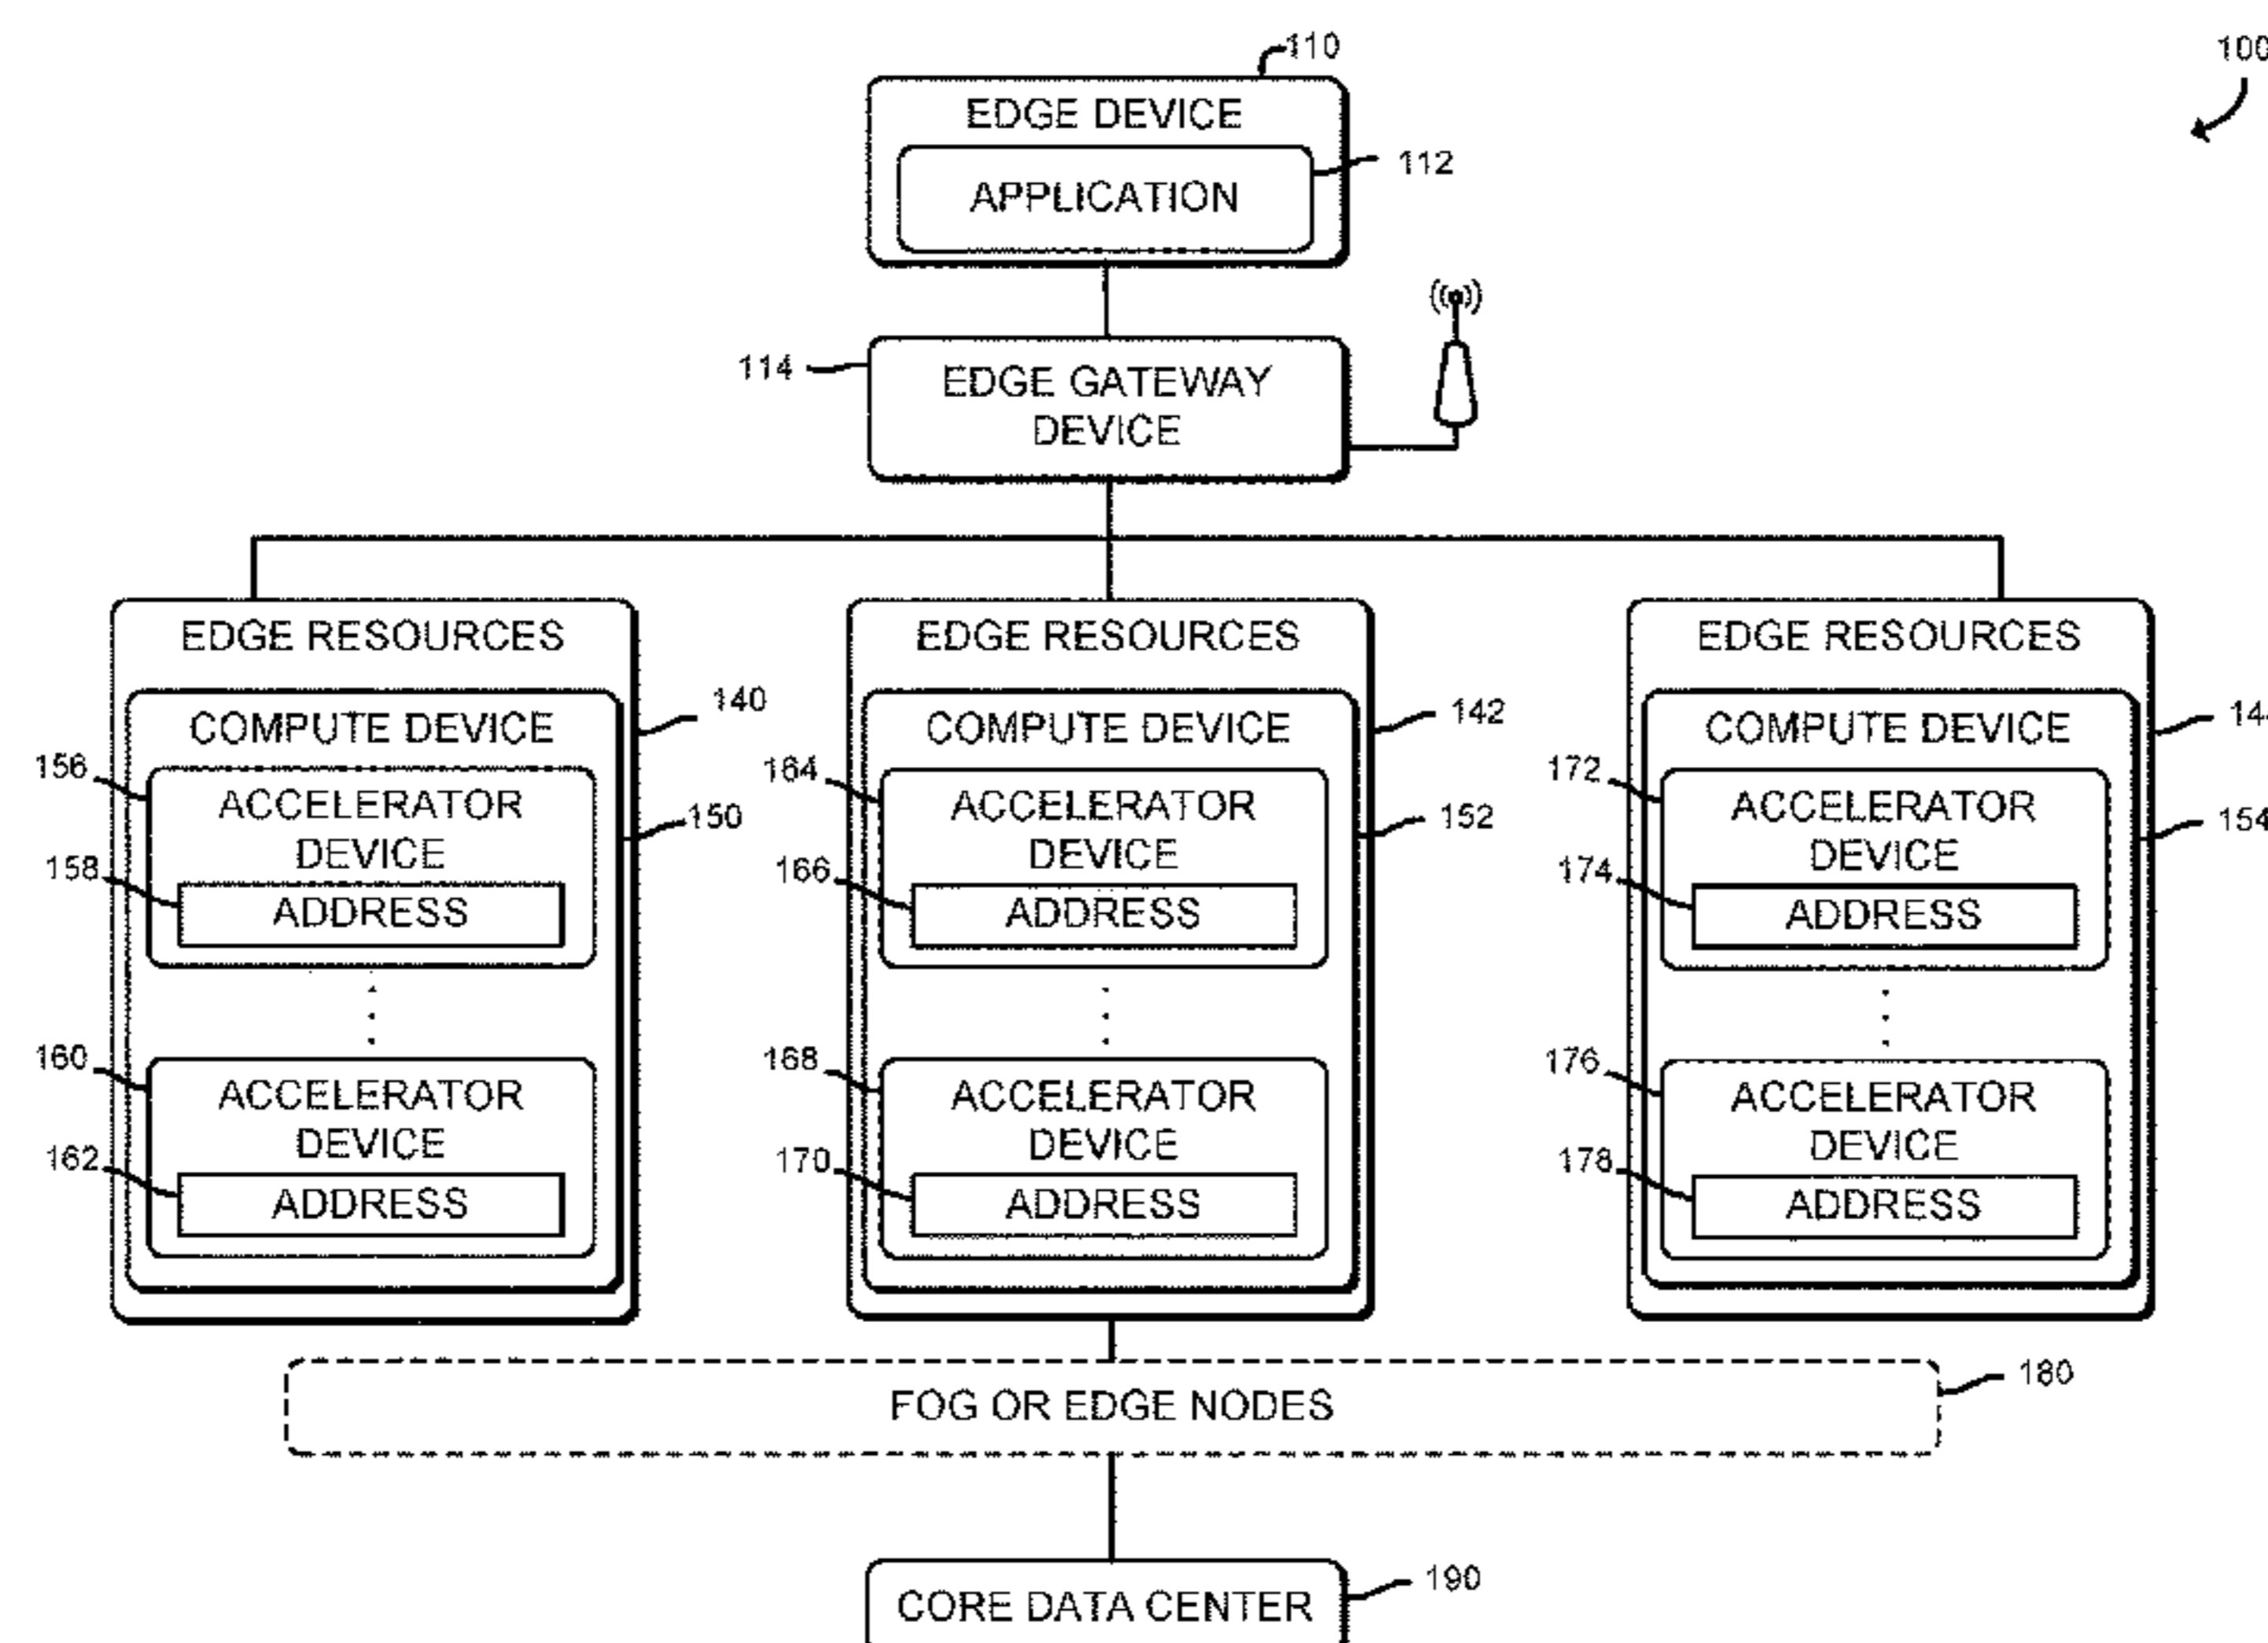 110
100
EDGE DEVICE
112
APPLICATION
114
EDGE GATEWAY
DEVICE
EDGE RESOURCES
EDGE RESOURCES
EDGE RESOURCES
140
142
COMPUTE DEVICE
COMPUTE DEVICE
COMPUTE DEVICE
156
164
172
ACCELERATOR
DEVICE
ACCELERATOR
DEVICE
ACCELERATOR
DEVICE
150
152
154
158
166
174
ADDRESS
ADDRESS
ADDRESS
160
168
176
ACCELERATOR
DEVICE
ACCELERATOR
DEVICE
ACCELERATOR
DEVICE
162
170
178
ADDRESS
ADDRESS
ADDRESS
180
FOG OR EDGE NODES
190
CORE DATA CENTER